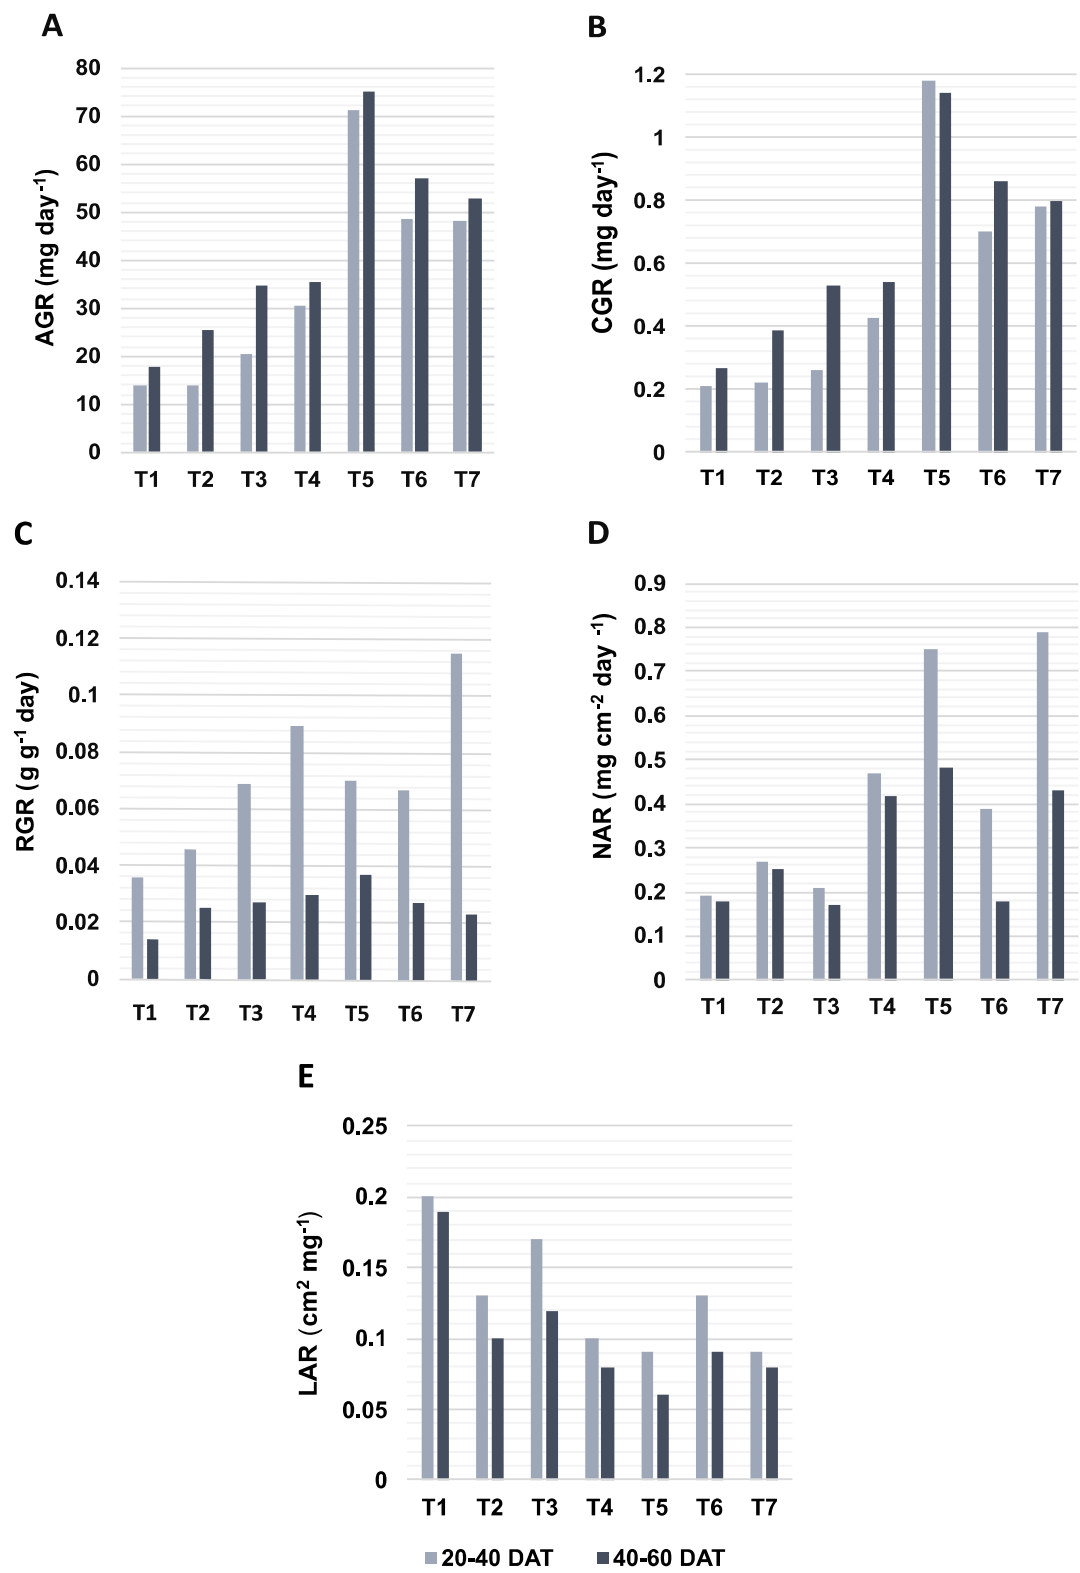 A
AGR (mg day-1)
80
70
60
50
40
30
20
10
0
T1 T2 T3 T4 T5 T6 T7
B
CGR (mg day-1)
1.2
1
0.8
0.6
0.4
0.2
0
T1 T2 T3 T4 T5 T6 T7
C
RGR (g g-1 day)
0.14
0.12
0.1
0.08
0.06
0.04
0.02
0
T1 T2 T3 T4 T5 T6 T7
D
NAR (mg cm-2 day -1)
0.9
0.8
0.7
0.6
0.5
0.4
0.3
0.2
0.1
0
T1 T2 T3 T4 T5 T6 T7
E
LAR (cm2 mg-1)
0.25
0.2
0.15
0.1
0.05
0
T1 T2 T3 T4 T5 T6 T7
20-40 DAT 40-60 DAT